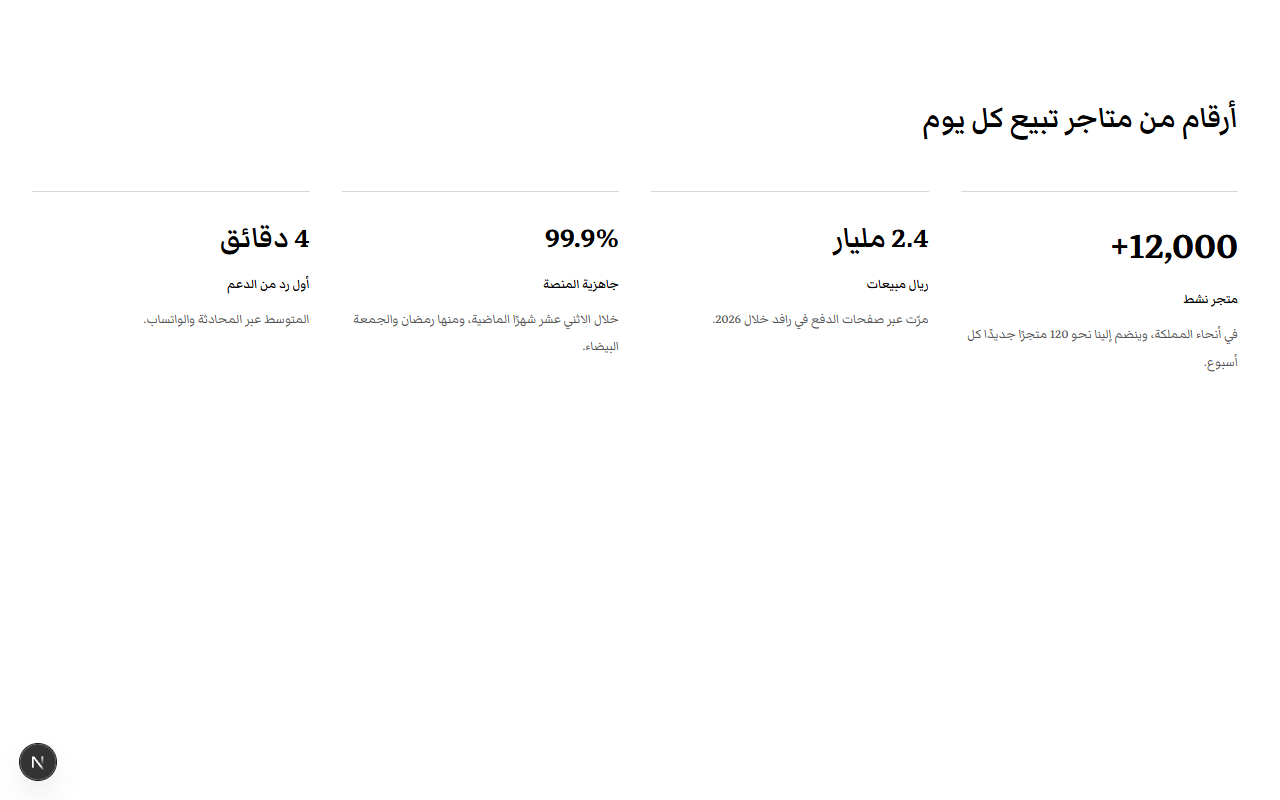 أرقام من متاجر تبيع كل يوم
12,000+
متجر نشط
في أنحاء المملكة، وينضم إلينا نحو 120 متجرًا جديدًا كل
أسبوع.
2.4 مليار
ريال مبيعات
مرّت عبر صفحات الدفع في رافد خلال 2026.
99.9%
جاهزية المنصة
خلال الاثني عشر شهرًا الماضية، ومنها رمضان والجمعة
البيضاء.
4 دقائق
أول رد من الدعم
المتوسط عبر المحادثة والواتساب.
N